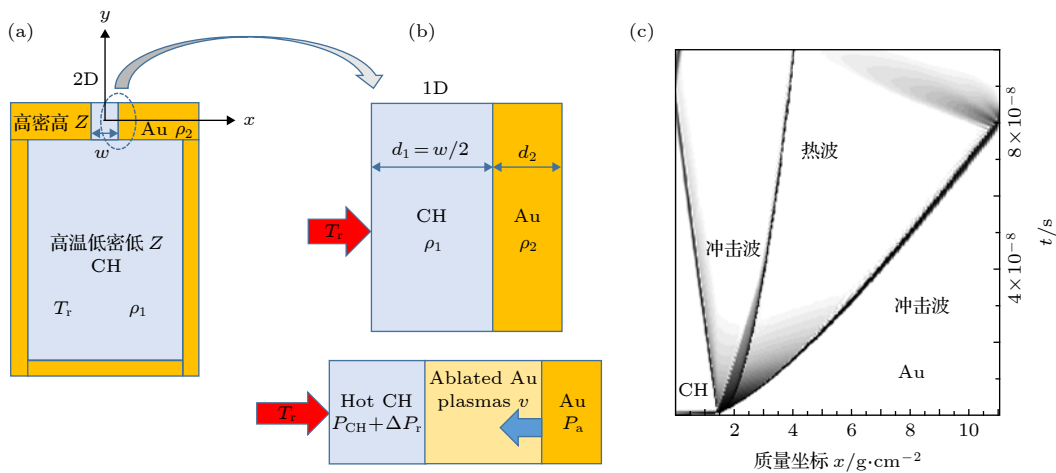 (a)
y
2D
高密高 Z
Au ρ₂
x
w
高温低密低 Z
CH
Tᵣ
ρ₁
(b)
1D
d₁ = w/2
d₂
Tᵣ
CH
ρ₁
Au
ρ₂
Tᵣ
Hot CH
P_CH + ΔPᵣ
Ablated Au
plasmas v
Au
Pₐ
(c)
热波
冲击波
冲击波
CH
Au
2
4
6
8
10
质量坐标 x/g·cm⁻²
4×10⁻⁸
8×10⁻⁸
t/s